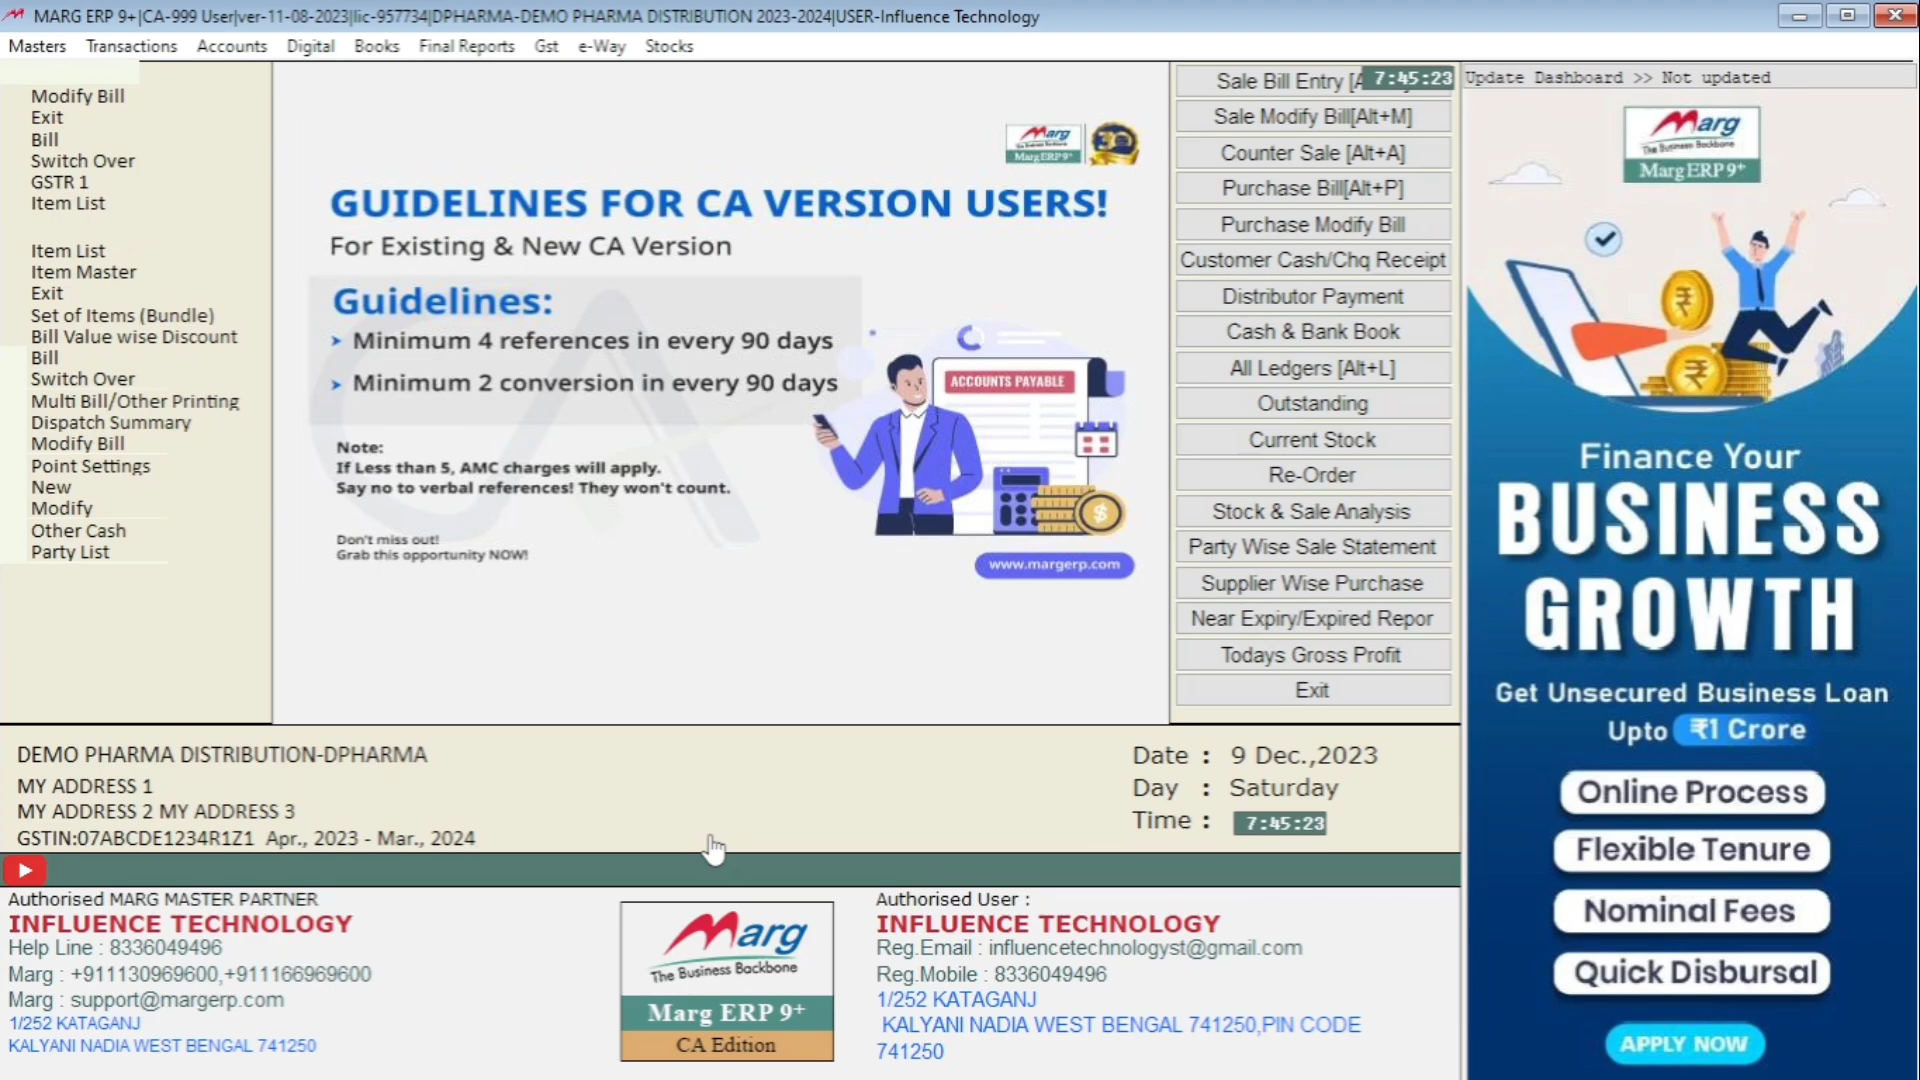 MARG ERP 9+|CA-999 User|ver-11-08-2023|lic-957734|DPHARMA-DEMO PHARMA DISTRIBUTION 2023-2024|USER-Influence Technology
Masters Transactions Accounts Digital Books Final Reports Gst e-Way Stocks
Modify Bill
Exit
Bill
Switch Over
GSTR 1
Item List
Item List
Item Master
Exit
Set of Items (Bundle)
Bill Value wise Discount
Bill
Switch Over
Multi Bill/Other Printing
Dispatch Summary
Modify Bill
Point Settings
New
Modify
Other Cash
Party List
Marg
The Business Backbone
Marg ERP 9+
GUIDELINES FOR CA VERSION USERS!
For Existing & New CA Version
Guidelines:
➤ Minimum 4 references in every 90 days
➤ Minimum 2 conversion in every 90 days
ACCOUNTS PAYABLE
Note:
If Less than 5, AMC charges will apply.
Say no to verbal references! They won't count.
Don't miss out!
Grab this opportunity NOW!
www.margerp.com
Sale Bill Entry [A
7:45:23
Sale Modify Bill[Alt+M]
Counter Sale [Alt+A]
Purchase Bill[Alt+P]
Purchase Modify Bill
Customer Cash/Chq Receipt
Distributor Payment
Cash & Bank Book
All Ledgers [Alt+L]
Outstanding
Current Stock
Re-Order
Stock & Sale Analysis
Party Wise Sale Statement
Supplier Wise Purchase
Near Expiry/Expired Repor
Todays Gross Profit
Exit
Update Dashboard >> Not updated
Marg
The Business Backbone
Marg ERP 9+
Finance Your
BUSINESS
GROWTH
Get Unsecured Business Loan
Upto ₹1 Crore
Online Process
Flexible Tenure
Nominal Fees
Quick Disbursal
APPLY NOW
DEMO PHARMA DISTRIBUTION-DPHARMA
MY ADDRESS 1
MY ADDRESS 2 MY ADDRESS 3
GSTIN:07ABCDE1234R1Z1 Apr., 2023 - Mar., 2024
Date : 9 Dec.,2023
Day : Saturday
Time : 7:45:23
Authorised MARG MASTER PARTNER
INFLUENCE TECHNOLOGY
Help Line : 8336049496
Marg : +911130969600,+911166969600
Marg : support@margerp.com
1/252 KATAGANJ
KALYANI NADIA WEST BENGAL 741250
Marg
The Business Backbone
Marg ERP 9+
CA Edition
Authorised User :
INFLUENCE TECHNOLOGY
Reg.Email : influencetechnologyst@gmail.com
Reg.Mobile : 8336049496
1/252 KATAGANJ
KALYANI NADIA WEST BENGAL 741250,PIN CODE
741250